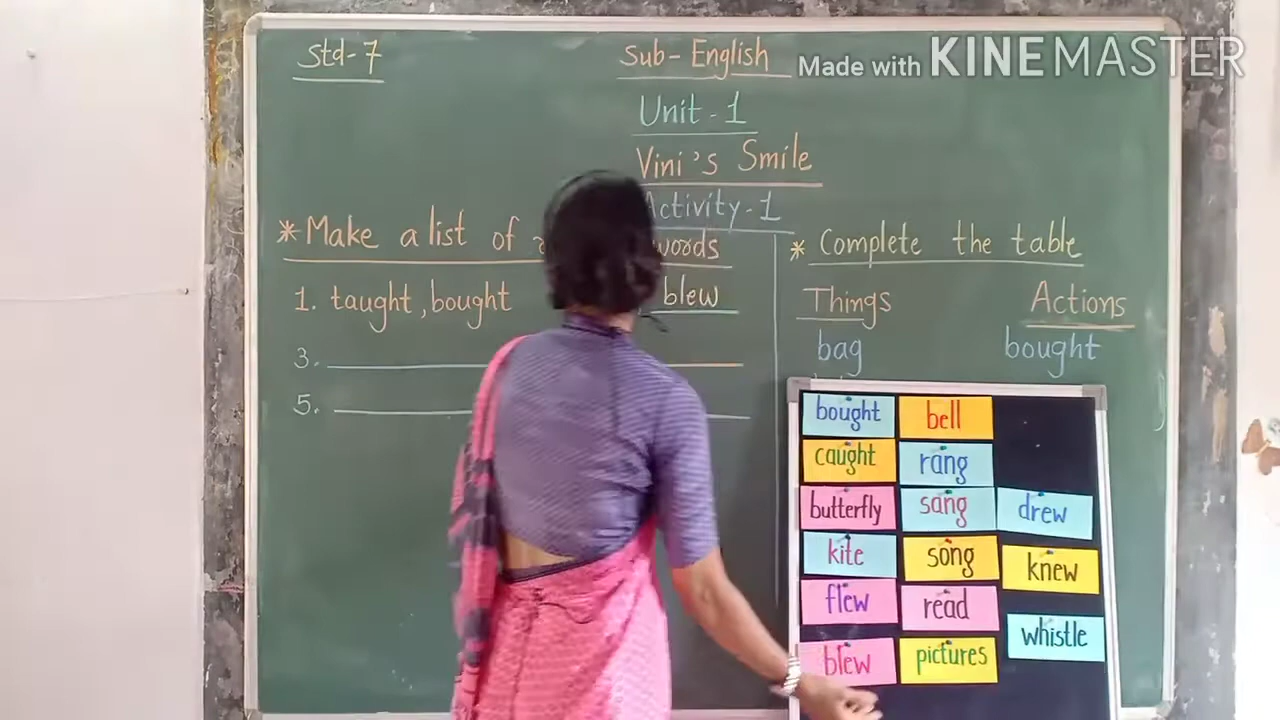 Std-7
Sub-English
Made with KINEMASTER
Unit-1
Vini's Smile
Activity-1
*Make a list of words
1. taught, bought
blew
3.
5.
* Complete the table
Things Actions
bag bought
bought bell
caught rang
butterfly sang drew
kite song knew
flew read whistle
blew pictures